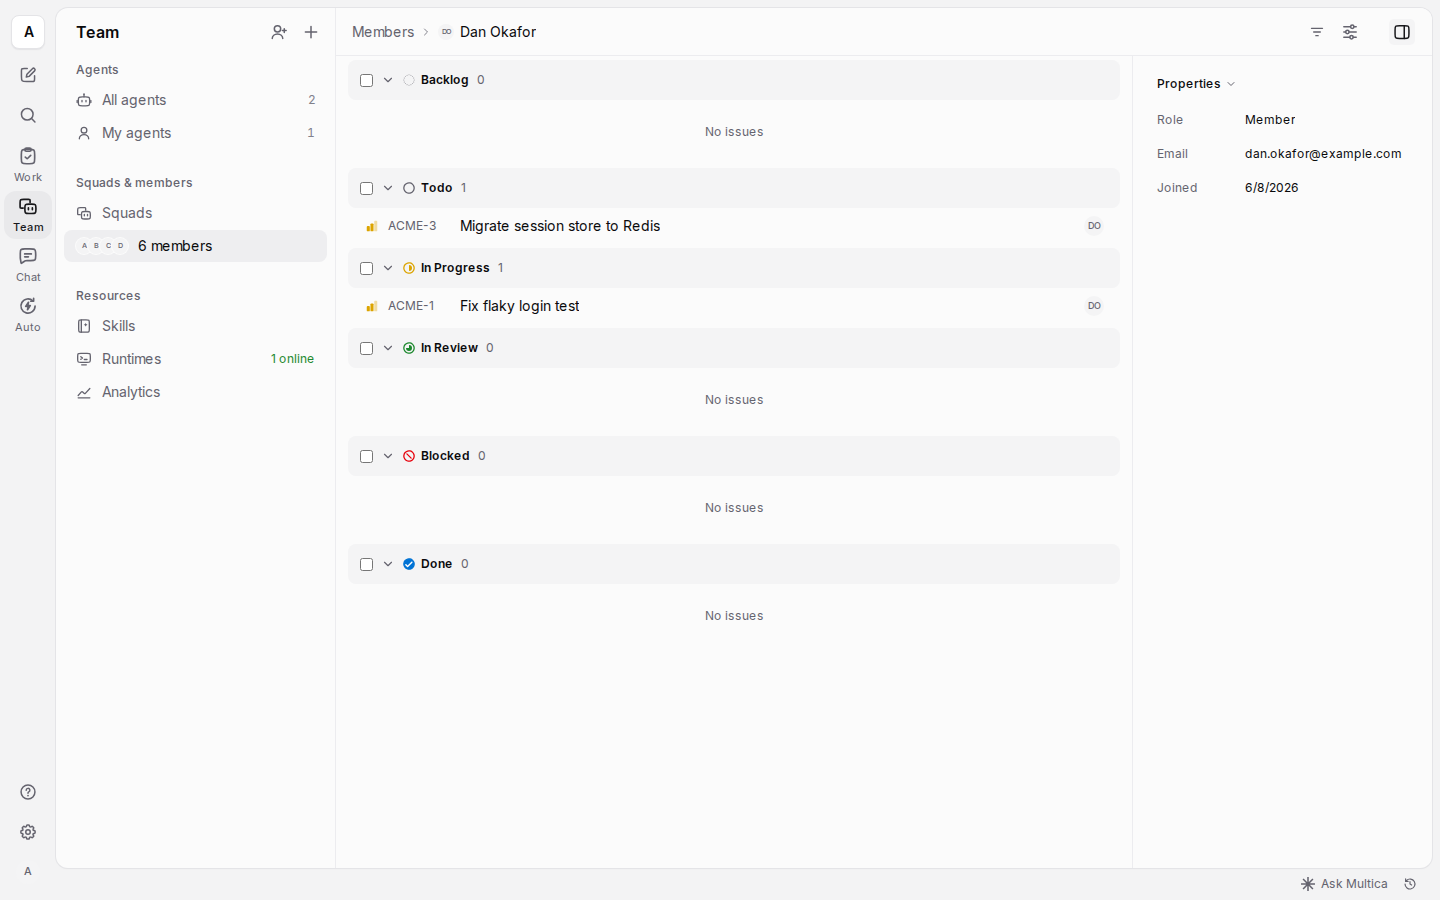 A
Work
Team
Chat
Auto
A
Team
Agents
All agents 2
My agents 1
Squads & members
Squads
A B C D 6 members
Resources
Skills
Runtimes 1 online
Analytics
Members DO Dan Okafor
Backlog 0
No issues
Todo 1
ACME-3 Migrate session store to Redis DO
In Progress 1
ACME-1 Fix flaky login test DO
In Review 0
No issues
Blocked 0
No issues
Done 0
No issues
Properties
Role Member
Email dan.okafor@example.com
Joined 6/8/2026
Ask Multica